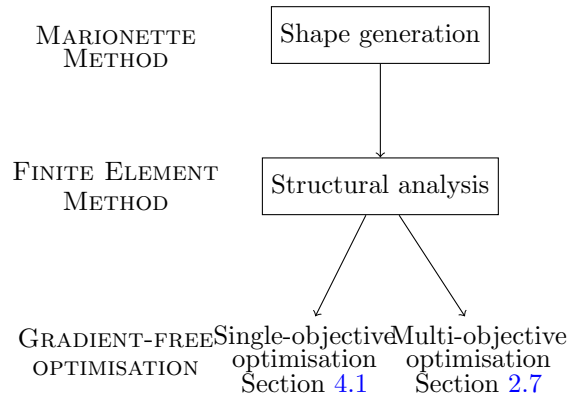 MARIONETTE
METHOD
Shape generation
FINITE ELEMENT
METHOD
Structural analysis
GRADIENT-FREE
OPTIMISATION
Single-objective
optimisation
Section 4.1
Multi-objective
optimisation
Section 2.7